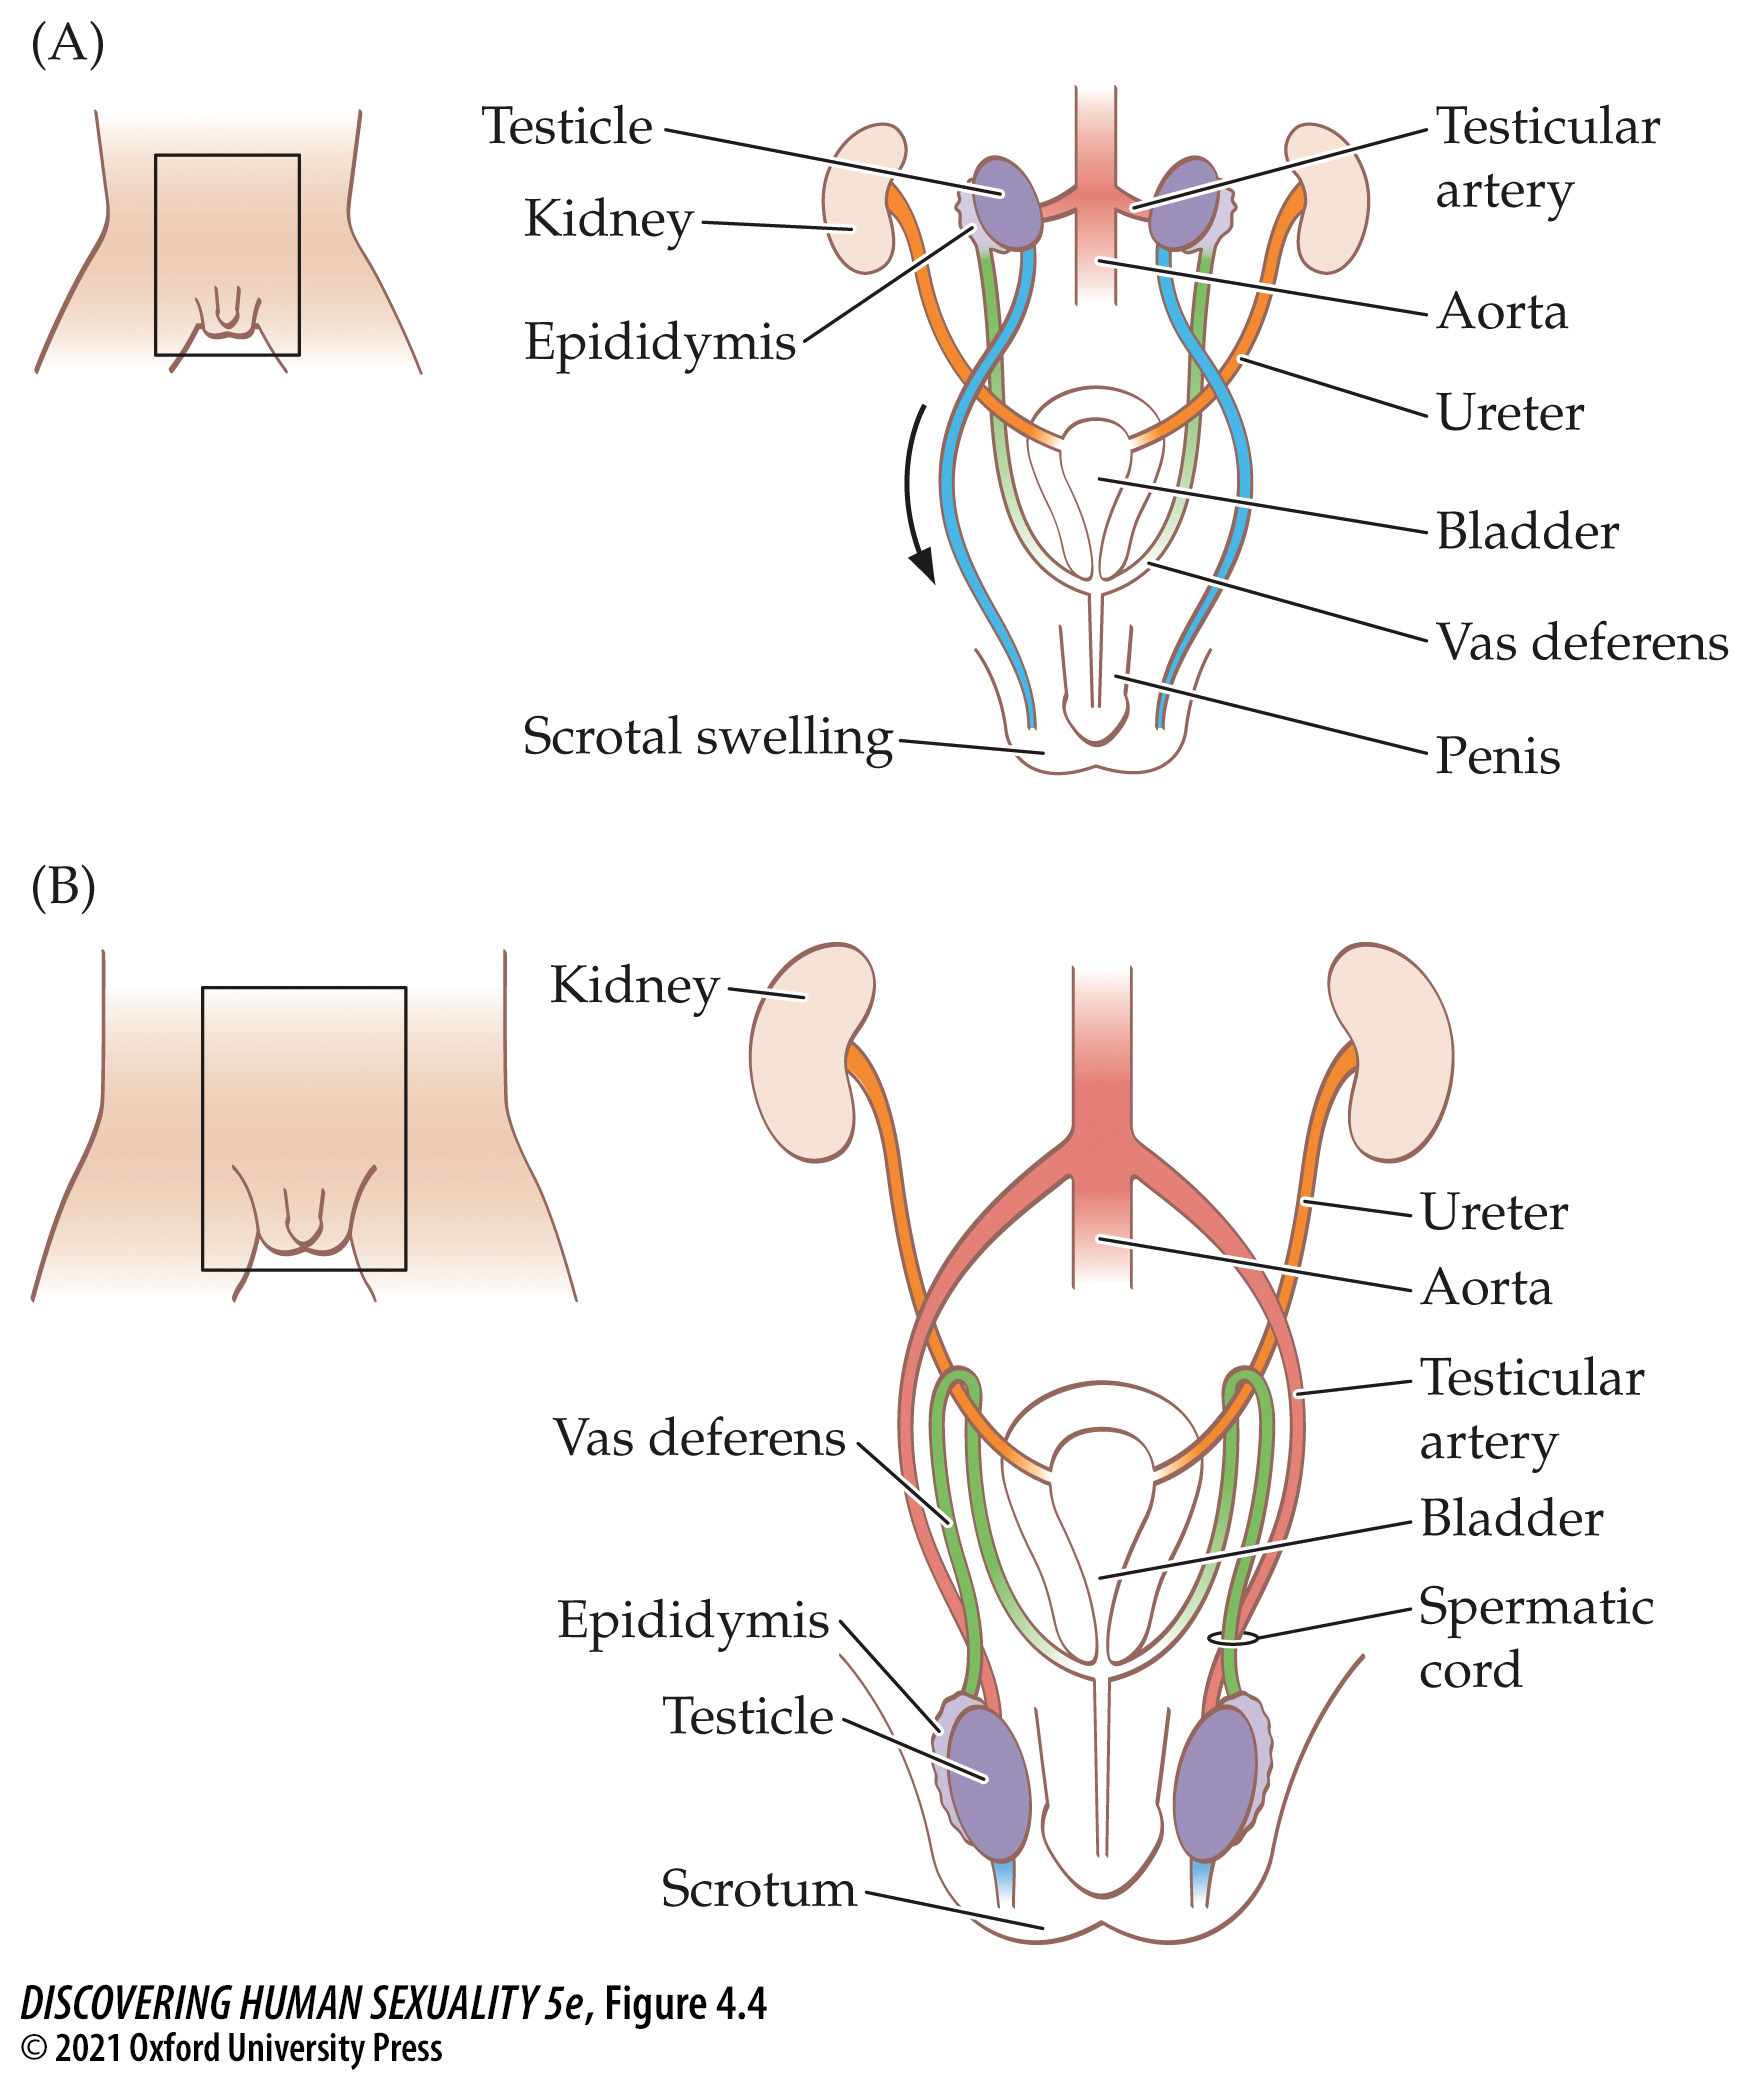 (A)
Testicle
Kidney
Epididymis
Scrotal swelling
Testicular
artery
Aorta
Ureter
Bladder
Vas deferens
Penis
(B)
Kidney
Vas deferens
Epididymis
Testicle
Scrotum
Ureter
Aorta
Testicular
artery
Bladder
Spermatic
cord
DISCOVERING HUMAN SEXUALITY 5e, Figure 4.4
© 2021 Oxford University Press